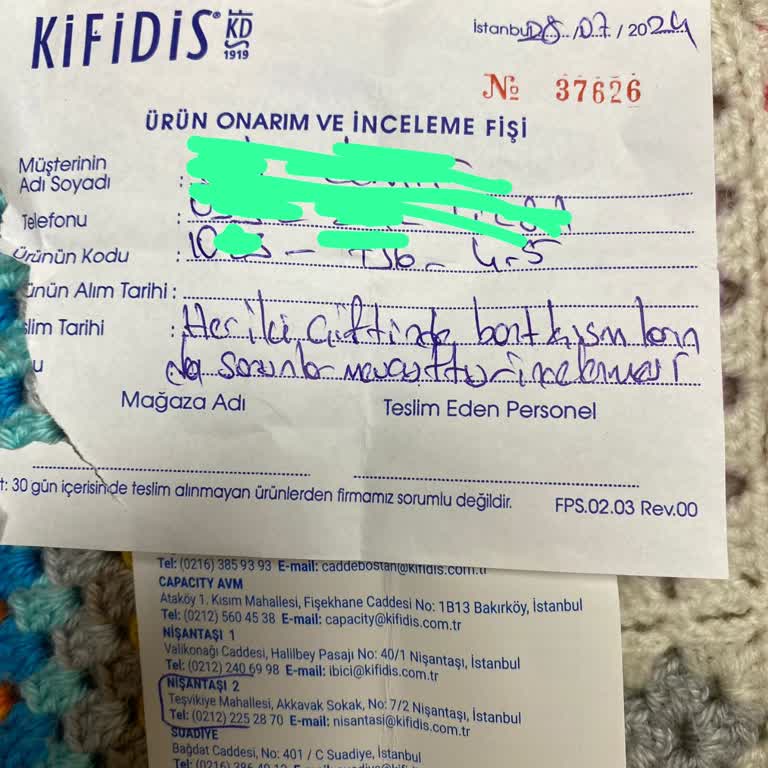 KiFiDiS® KD
1919
İstanbul 28 / 07 / 2024
№ 37626
ÜRÜN ONARIM VE İNCELEME FİŞİ
Müşterinin
Adı Soyadı :
Telefonu :
Ürünün Kodu : 4-5
ünün Alım Tarihi :
slim Tarihi : Her iki çiftinde bant kısımların
u da sorunlar mevcuttur
Mağaza Adı Teslim Eden Personel
t: 30 gün içerisinde teslim alınmayan ürünlerden firmamız sorumlu değildir. FPS.02.03 Rev.00
Tel: (0216) 385 93 93 E-mail: caddebostan@kifidis.com.tr
CAPACITY AVM
Ataköy 1. Kısım Mahallesi, Fişekhane Caddesi No: 1B13 Bakırköy, İstanbul
Tel: (0212) 560 45 38 E-mail: capacity@kifidis.com.tr
NİŞANTAŞI 1
Valikonağı Caddesi, Halilbey Pasajı No: 40/1 Nişantaşı, İstanbul
Tel: (0212) 240 69 98 E-mail: ibici@kifidis.com.tr
NİŞANTAŞI 2
Teşvikiye Mahallesi, Akkavak Sokak, No: 7/2 Nişantaşı, İstanbul
Tel: (0212) 225 28 70 E-mail: nisantasi@kifidis.com.tr
SUADİYE
Bağdat Caddesi, No: 401 / C Suadiye, İstanbul